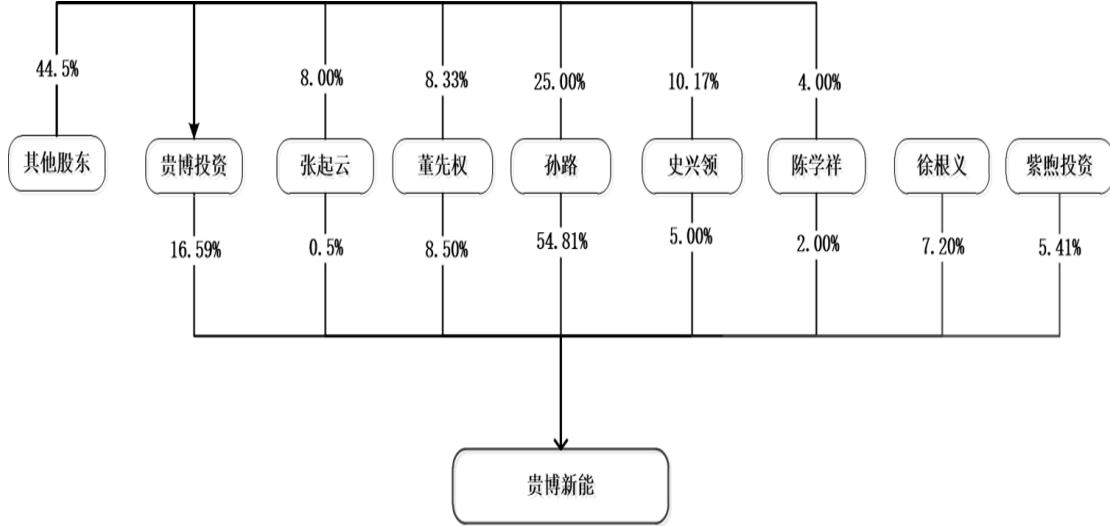 44.5%
8.00%
8.33%
25.00%
10.17%
4.00%
其他股东
贵博投资
张起云
董先权
孙路
史兴领
陈学祥
徐根义
紫煦投资
16.59%
0.5%
8.50%
54.81%
5.00%
2.00%
7.20%
5.41%
贵博新能